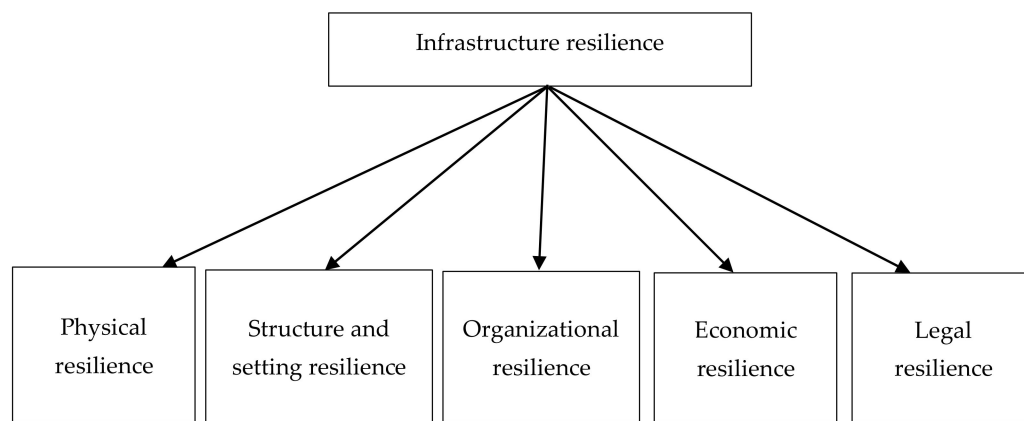 Infrastructure resilience
Physical
resilience
Structure and
setting resilience
Organizational
resilience
Economic
resilience
Legal
resilience